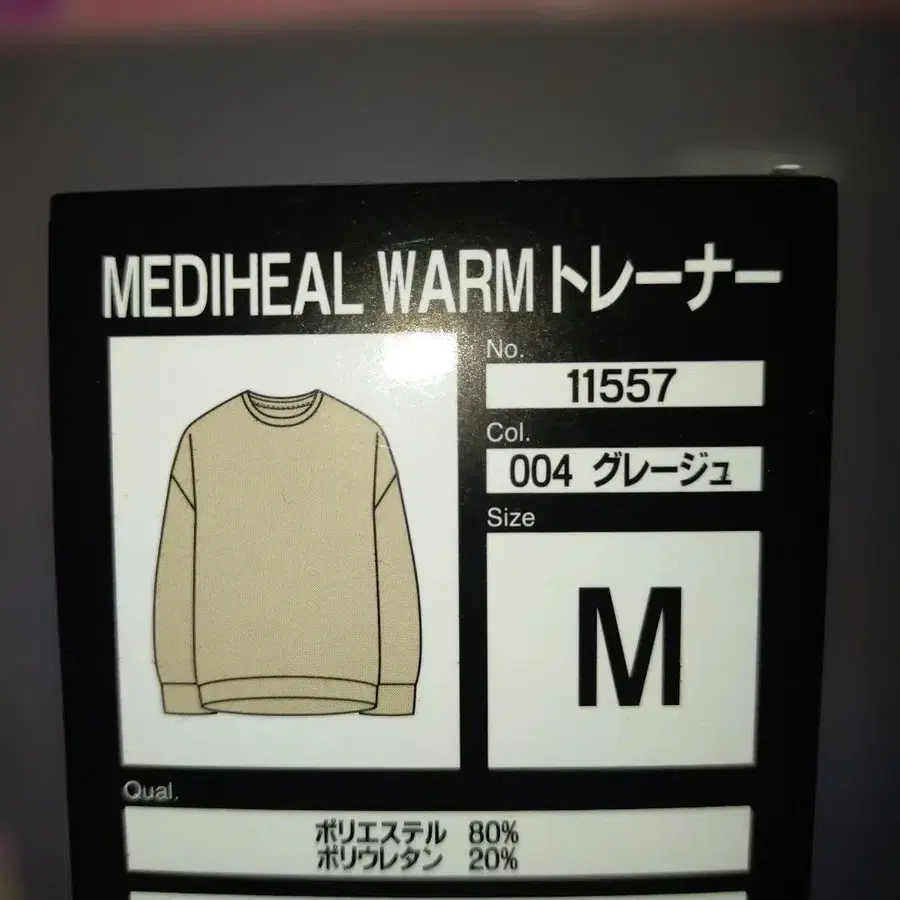 MEDIHEAL WARM トレーナー
No.
11557
Col.
004 グレージュ
Size
M
Qual.
ポリエステル 80%
ポリウレタン 20%